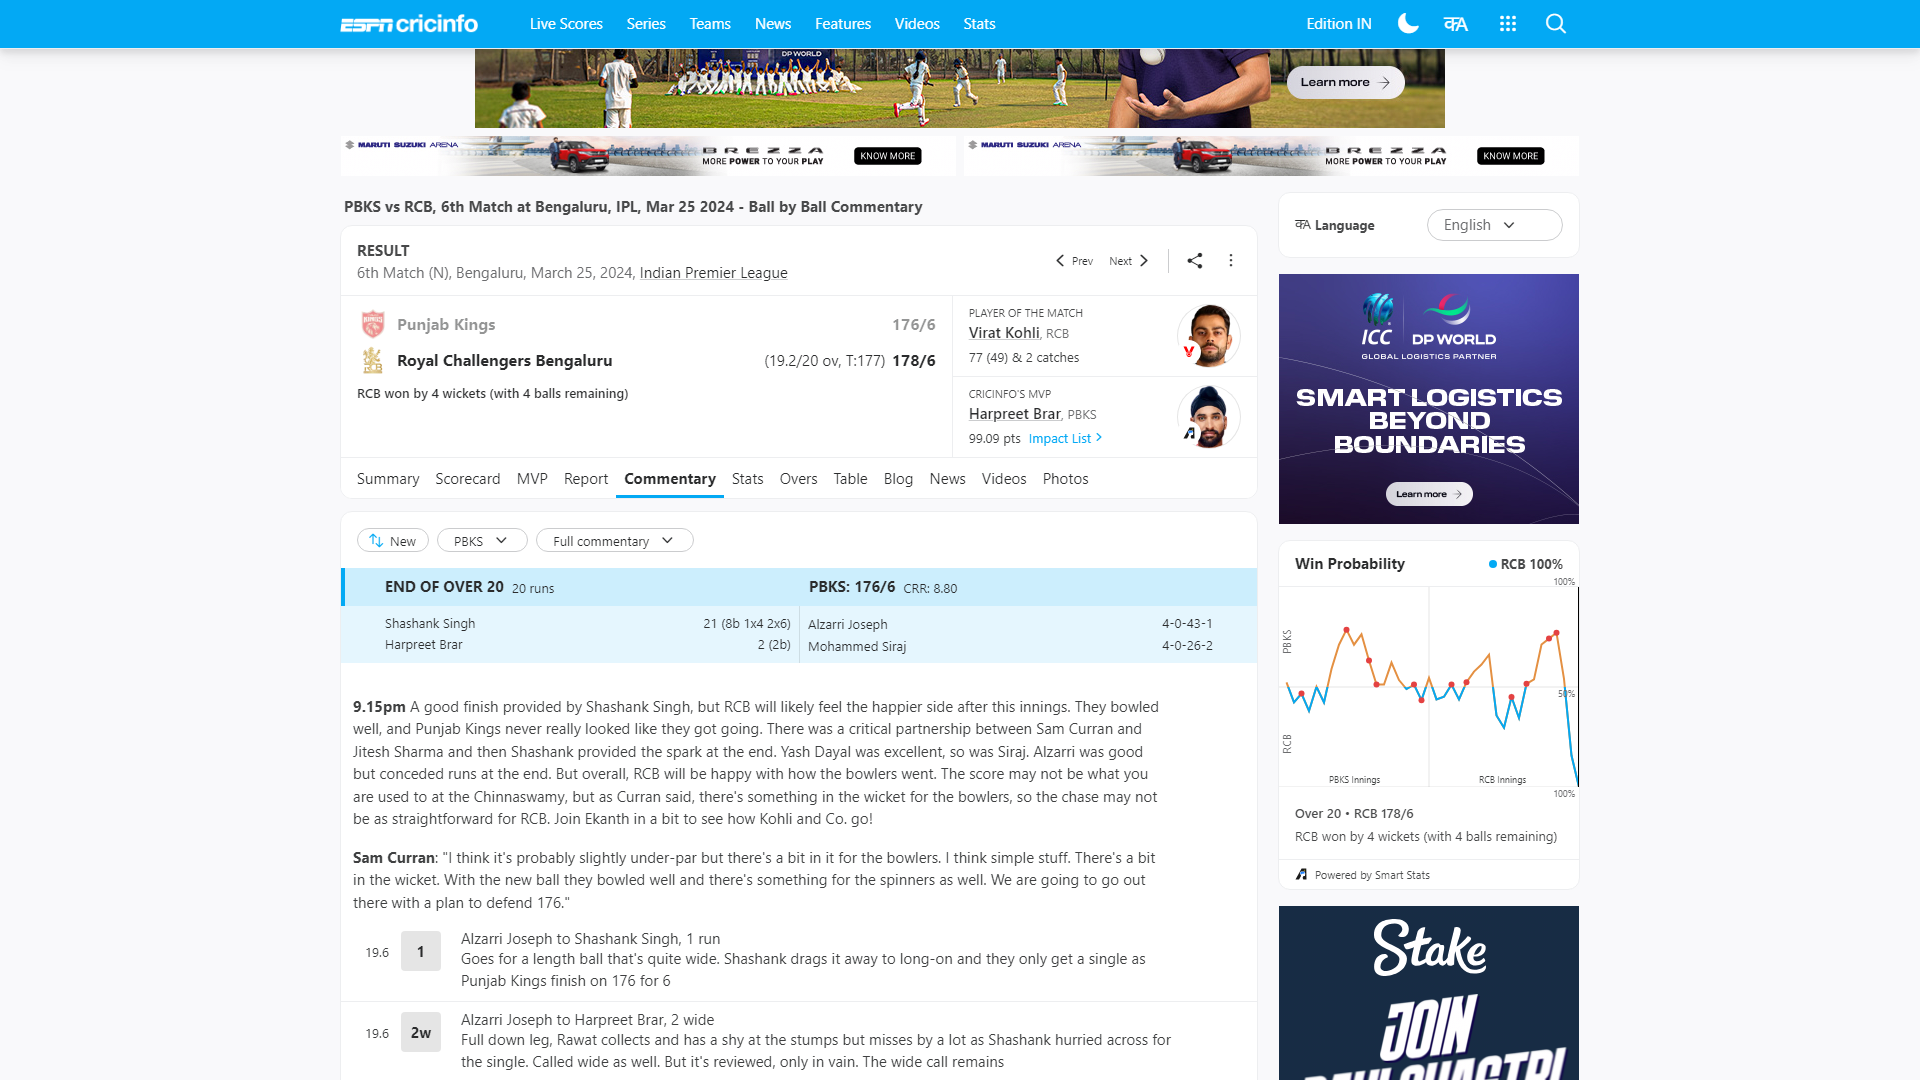 ESPN cricinfo Live Scores Series Teams News Features Videos Stats Edition IN
DP WORLD
Learn more
MARUTI SUZUKI ARENA BREZZA MORE POWER TO YOUR PLAY KNOW MORE
MARUTI SUZUKI ARENA BREZZA MORE POWER TO YOUR PLAY KNOW MORE
PBKS vs RCB, 6th Match at Bengaluru, IPL, Mar 25 2024 - Ball by Ball Commentary
RESULT
6th Match (N), Bengaluru, March 25, 2024, Indian Premier League
Prev Next
Punjab Kings 176/6
Royal Challengers Bengaluru (19.2/20 ov, T:177) 178/6
RCB won by 4 wickets (with 4 balls remaining)
PLAYER OF THE MATCH
Virat Kohli, RCB
77 (49) & 2 catches
CRICINFO'S MVP
Harpreet Brar, PBKS
99.09 pts Impact List
Summary Scorecard MVP Report Commentary Stats Overs Table Blog News Videos Photos
New PBKS Full commentary
END OF OVER 20 20 runs PBKS: 176/6 CRR: 8.80
Shashank Singh 21 (8b 1x4 2x6) Alzarri Joseph 4-0-43-1
Harpreet Brar 2 (2b) Mohammed Siraj 4-0-26-2
9.15pm A good finish provided by Shashank Singh, but RCB will likely feel the happier side after this innings. They bowled
well, and Punjab Kings never really looked like they got going. There was a critical partnership between Sam Curran and
Jitesh Sharma and then Shashank provided the spark at the end. Yash Dayal was excellent, so was Siraj. Alzarri was good
but conceded runs at the end. But overall, RCB will be happy with how the bowlers went. The score may not be what you
are used to at the Chinnaswamy, but as Curran said, there's something in the wicket for the bowlers, so the chase may not
be as straightforward for RCB. Join Ekanth in a bit to see how Kohli and Co. go!
Sam Curran: "I think it's probably slightly under-par but there's a bit in it for the bowlers. I think simple stuff. There's a bit
in the wicket. With the new ball they bowled well and there's something for the spinners as well. We are going to go out
there with a plan to defend 176."
19.6 1 Alzarri Joseph to Shashank Singh, 1 run
Goes for a length ball that's quite wide. Shashank drags it away to long-on and they only get a single as
Punjab Kings finish on 176 for 6
19.6 2w Alzarri Joseph to Harpreet Brar, 2 wide
Full down leg, Rawat collects and has a shy at the stumps but misses by a lot as Shashank hurried across for
the single. Called wide as well. But it's reviewed, only in vain. The wide call remains
Language English
ICC DP WORLD
GLOBAL LOGISTICS PARTNER
SMART LOGISTICS
BEYOND
BOUNDARIES
Learn more
Win Probability RCB 100%
100%
PBKS
50%
RCB
PBKS Innings RCB Innings
100%
Over 20 • RCB 178/6
RCB won by 4 wickets (with 4 balls remaining)
Powered by Smart Stats
Stake
JOIN
RAVI SHASTRI